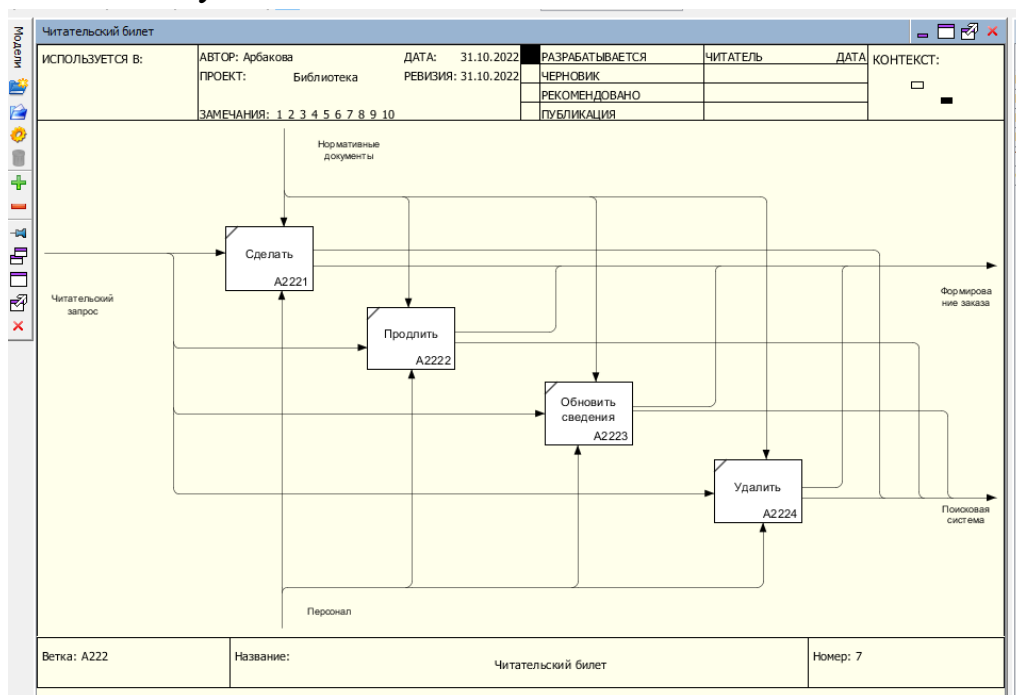 Модели
Читательский билет
ИСПОЛЬЗУЕТСЯ В:
АВТОР: Арбакова
ДАТА: 31.10.2022
ПРОЕКТ: Библиотека
РЕВИЗИЯ: 31.10.2022
ЗАМЕЧАНИЯ: 1 2 3 4 5 6 7 8 9 10
РАЗРАБАТЫВАЕТСЯ
ЧЕРНОВИК
РЕКОМЕНДОВАНО
ПУБЛИКАЦИЯ
ЧИТАТЕЛЬ
ДАТА
КОНТЕКСТ:
Нормативные
документы
Сделать
A2221
Читательский
запрос
Формирова
ние заказа
Продлить
A2222
Обновить
сведения
A2223
Удалить
A2224
Поисковая
система
Персонал
Ветка: A222
Название:
Читательский билет
Номер: 7